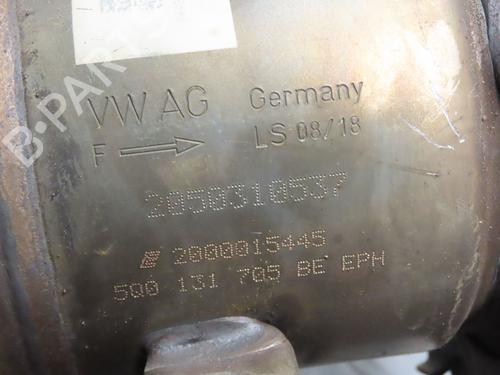 B-PARTS
VW AG Germany
F LS 08/18
2050310537
2000015445
5Q0 131 705 BE EPH